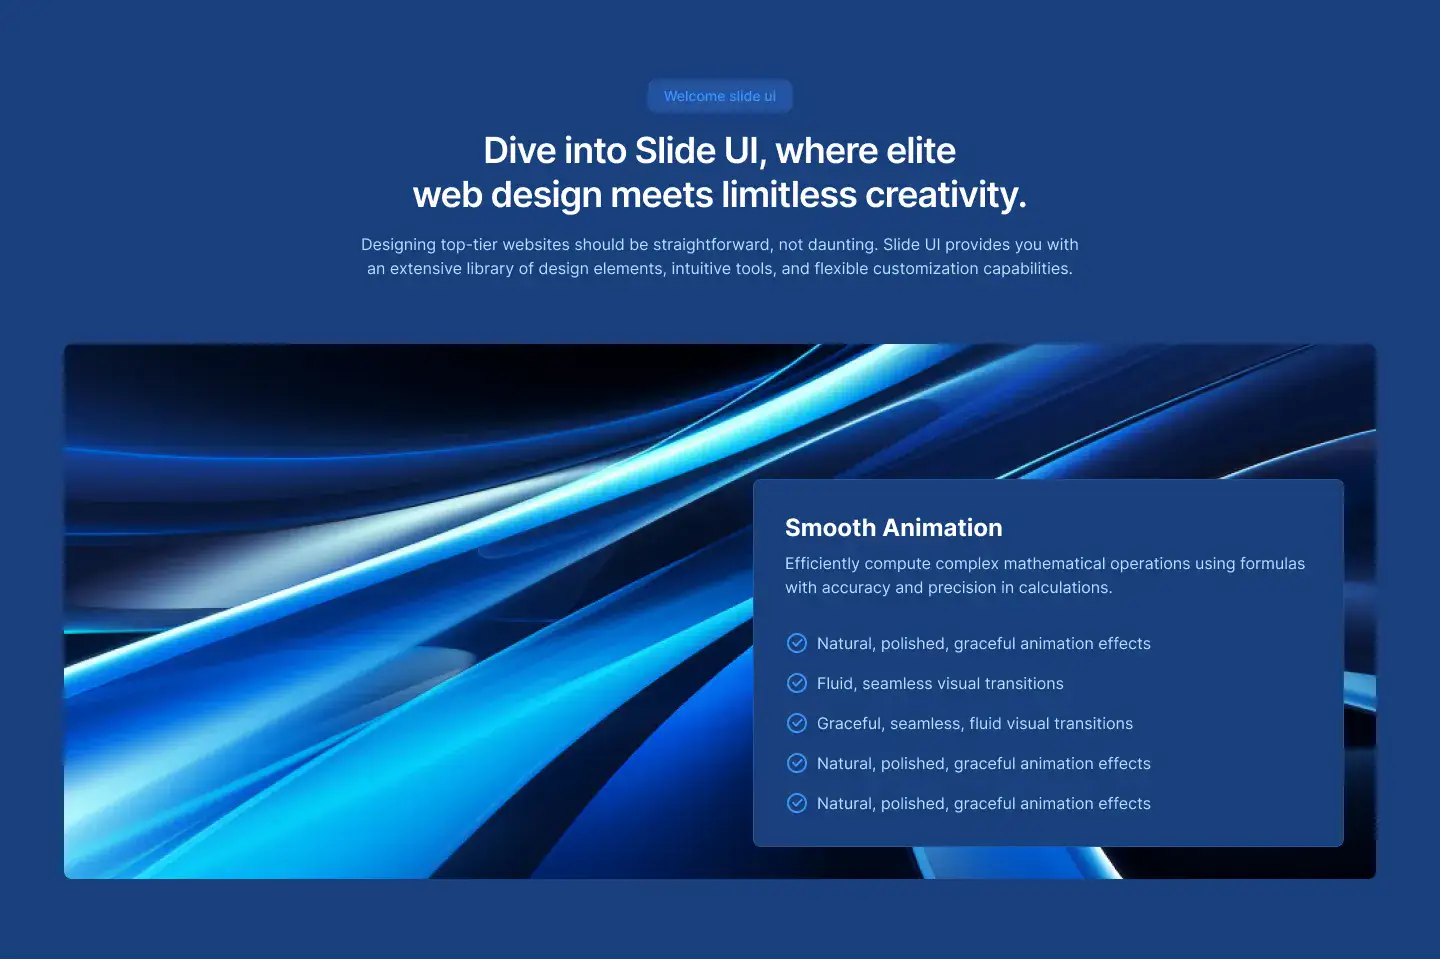 Welcome slide ui
Dive into Slide UI, where elite
web design meets limitless creativity.
Designing top-tier websites should be straightforward, not daunting. Slide UI provides you with
an extensive library of design elements, intuitive tools, and flexible customization capabilities.
Smooth Animation
Efficiently compute complex mathematical operations using formulas
with accuracy and precision in calculations.
Natural, polished, graceful animation effects
Fluid, seamless visual transitions
Graceful, seamless, fluid visual transitions
Natural, polished, graceful animation effects
Natural, polished, graceful animation effects